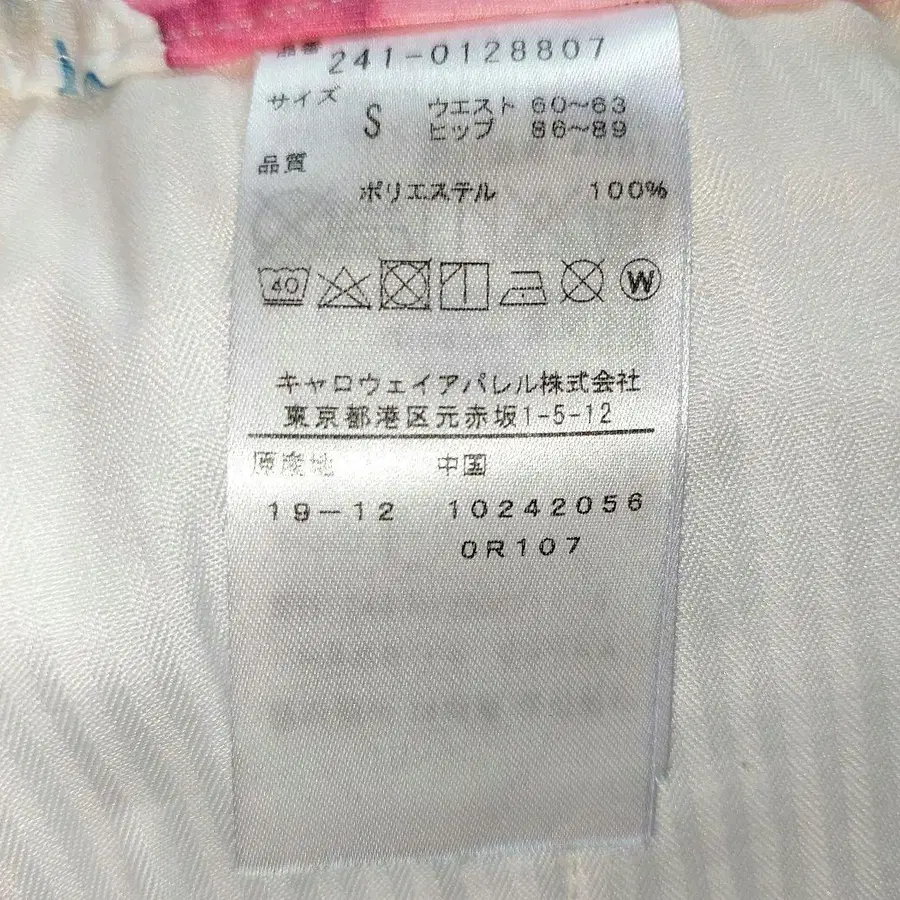 品番 241-0128807
サイズ S ウエスト 60〜63
ヒップ 86〜89
品質
ポリエステル 100%
40 W
キャロウェイアパレル株式会社
東京都港区元赤坂1-5-12
原産地 中国
19-12 10242056
0R107